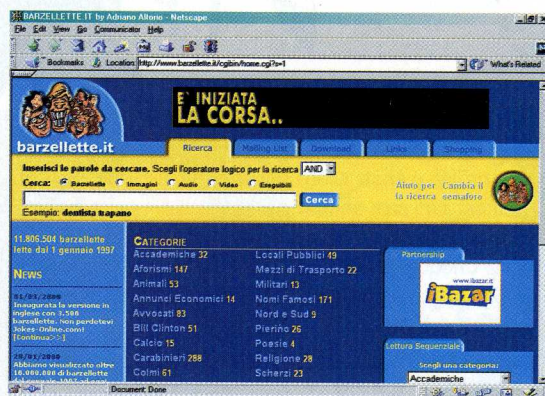 BARZELLETTE IT by Adriano Allorio - Netscape
File Edit View Go Communicator Help
Bookmarks Location: http://www.barzellette.it/cgibin/home.cgi?s=1 What's Related
E` INIZIATA
LA CORSA..
barzellette.it
Ricerca Mailing List Download Links Shopping
Inserisci le parole da cercare. Scegli l'operatore logico per la ricerca AND
Cerca: Barzellette Immagini Audio Video Eseguibili
Cerca
Aiuto per la ricerca
Cambia il semaforo
Esempio: dentista trapano
11.806.504 barzellette
lette dal 1 gennaio 1997
NEWS
01/03/2000
Inaugurata la versione in
inglese con 3.500
barzellette. Non perdetevi
Jokes-Online.com!
[Continua>>]
20/01/2000
Abbiamo visualizzato oltre
16.000.000 di barzellette
CATEGORIE
Accademiche 32
Aforismi 147
Animali 53
Annunci Economici 14
Avvocati 83
Bill Clinton 51
Calcio 15
Carabinieri 288
Colmi 61
Locali Pubblici 49
Mezzi di Trasporto 22
Militari 13
Nomi Famosi 171
Nord e Sud 9
Pierino 26
Poesie 4
Religione 28
Scherzi 23
Partnership
www.ibazar.it
iBazar
Lettura Sequenziale
Scegli una categoria:
Accademiche
Document: Done